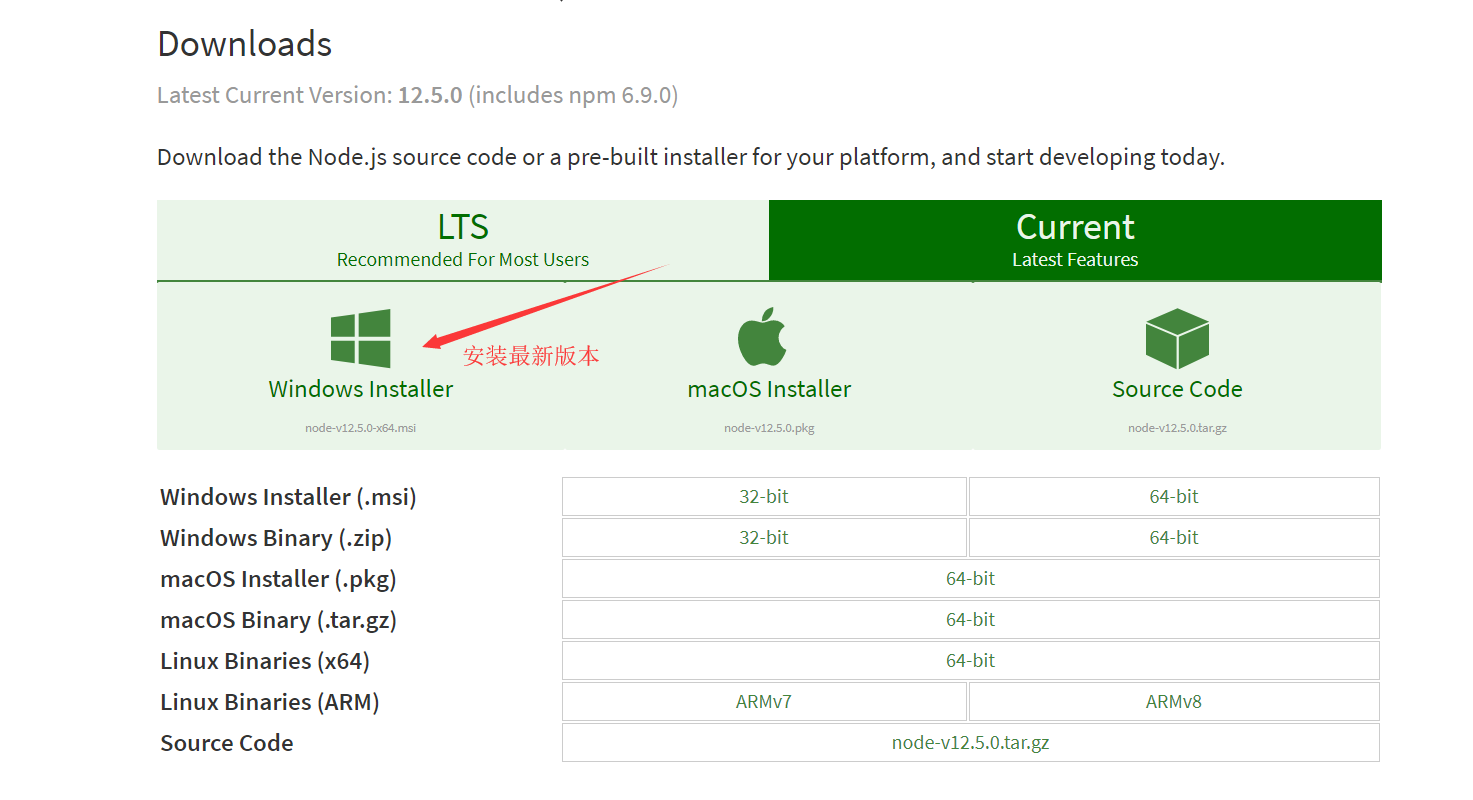 Downloads
Latest Current Version: 12.5.0 (includes npm 6.9.0)
Download the Node.js source code or a pre-built installer for your platform, and start developing today.
LTS
Recommended For Most Users
Current
Latest Features
安装最新版本
Windows Installer
node-v12.5.0-x64.msi
macOS Installer
node-v12.5.0.pkg
Source Code
node-v12.5.0.tar.gz
Windows Installer (.msi) 32-bit 64-bit
Windows Binary (.zip) 32-bit 64-bit
macOS Installer (.pkg) 64-bit
macOS Binary (.tar.gz) 64-bit
Linux Binaries (x64) 64-bit
Linux Binaries (ARM) ARMv7 ARMv8
Source Code node-v12.5.0.tar.gz